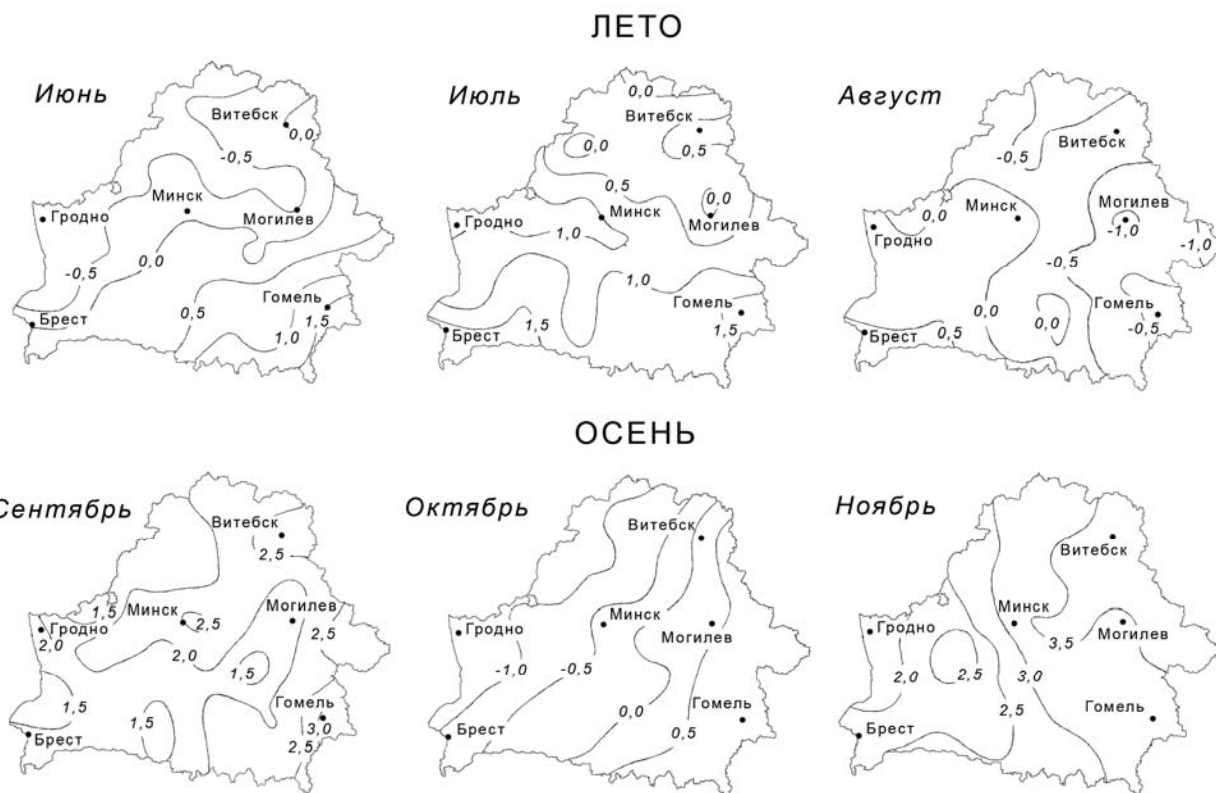 ЛЕТО
Июнь
Витебск
0,0
-0,5
Минск
Гродно
Могилев
-0,5
0,0
Гомель
0,5
1,5
Брест
1,0
Июль
0,0
Витебск
0,0
0,5
0,5
0,0
Минск
Могилев
Гродно
1,0
1,0
Гомель
1,5
1,5
Брест
Август
Витебск
-0,5
Могилев
Минск
0,0
-1,0
Гродно
-1,0
-0,5
Гомель
0,0
0,0
-0,5
Брест
0,5
ОСЕНЬ
Сентябрь
Витебск
2,5
1,5
Минск
Могилев
2,5
Гродно
2,5
2,0
2,0
1,5
1,5
1,5
Гомель
3,0
Брест
2,5
Октябрь
Витебск
Минск
Гродно
Могилев
-1,0
-0,5
0,0
Гомель
Брест
0,5
Ноябрь
Витебск
Минск
Гродно
Могилев
3,5
2,0
2,5
3,0
2,5
Гомель
Брест